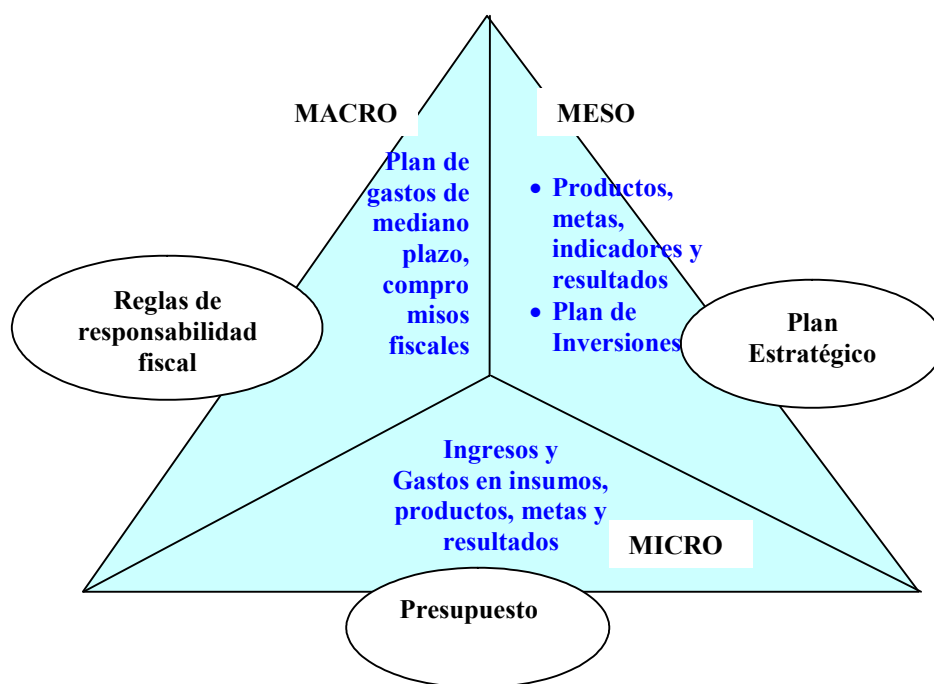 MACRO
Plan de
gastos de
mediano
plazo,
compro
misos
fiscales
MESO
• Productos,
metas,
indicadores y
resultados
• Plan de
Inversiones
Reglas de
responsabilidad
fiscal
Plan
Estratégico
Ingresos y
Gastos en insumos,
productos, metas y
resultados
MICRO
Presupuesto